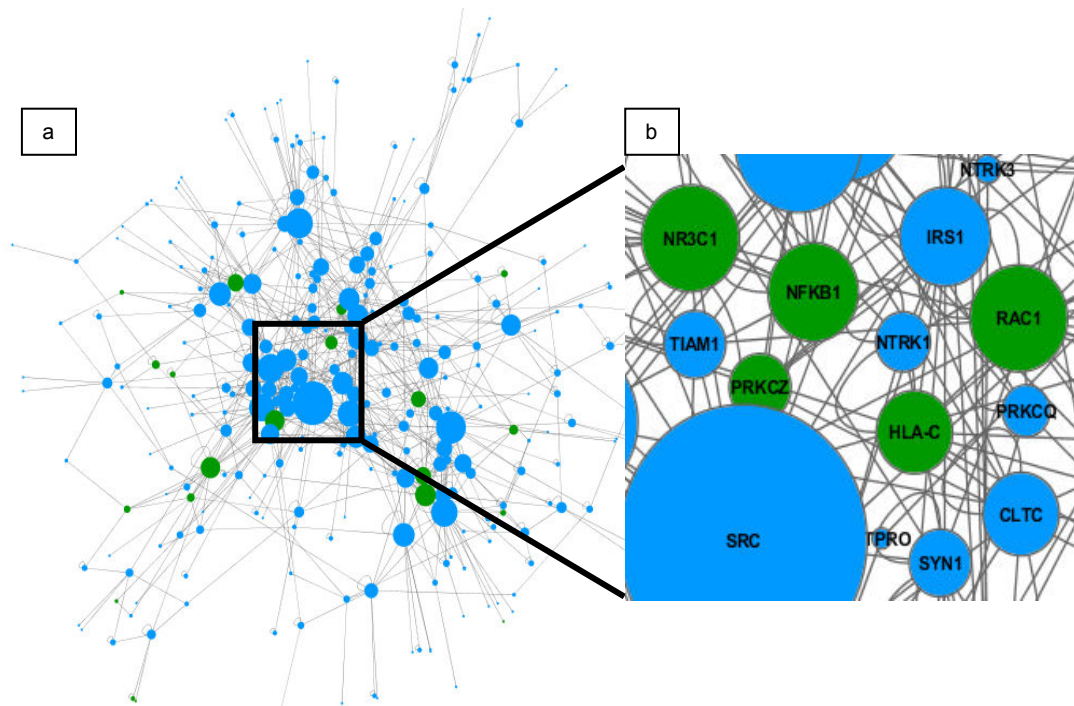 a
b
NTRK3
NR3C1
IRS1
NFKB1
RAC1
TIAM1
NTRK1
PRKCZ
PRKCQ
HLA-C
CLTC
SRC
TPRO
SYN1